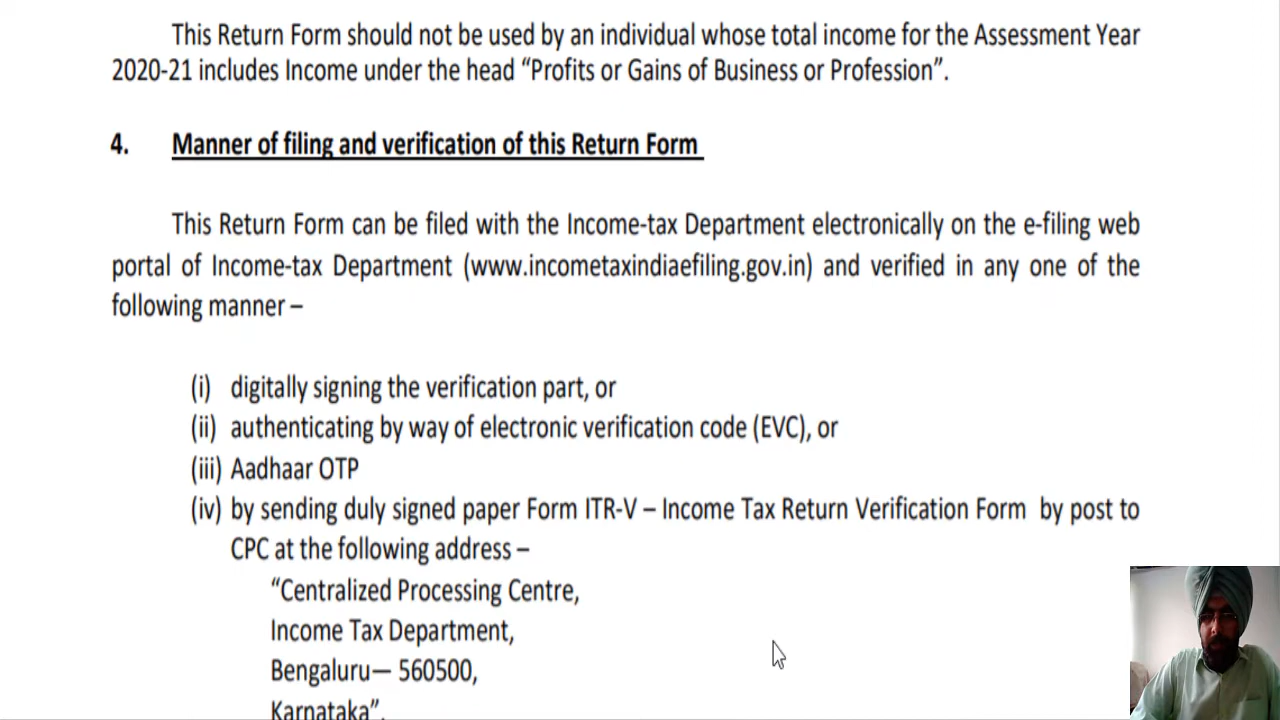 This Return Form should not be used by an individual whose total income for the Assessment Year
2020-21 includes Income under the head “Profits or Gains of Business or Profession”.
4. Manner of filing and verification of this Return Form
This Return Form can be filed with the Income-tax Department electronically on the e-filing web
portal of Income-tax Department (www.incometaxindiaefiling.gov.in) and verified in any one of the
following manner –
(i) digitally signing the verification part, or
(ii) authenticating by way of electronic verification code (EVC), or
(iii) Aadhaar OTP
(iv) by sending duly signed paper Form ITR-V – Income Tax Return Verification Form by post to
CPC at the following address –
“Centralized Processing Centre,
Income Tax Department,
Bengaluru— 560500,
Karnataka”.